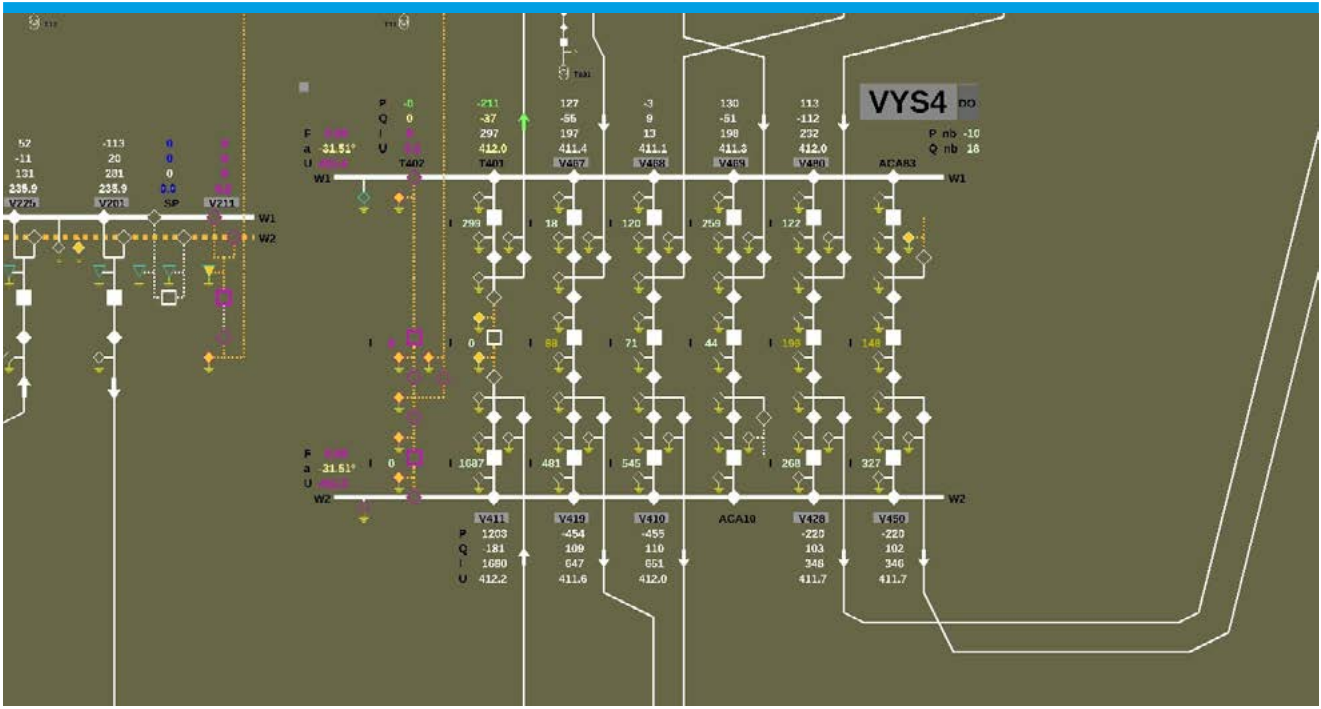 VYS4 DO
P -0 -211 127 -3 130 113
Q 0 -37 9 -51 -112
I 297 197 13 198 232
U 412.0 411.4 411.1 411.3 412.0
T402 T401 V467 V468 V469 V480 ACA83
P nb -10
Q nb 18
a -31.51°
U
W1 W1
52 -113 0
-11 20 0
131 281 0
235.9 235.9 0.0
V225 V201 SP V211
W1
W2
I 299 I 18 I 120 I 259 I 122
I I 0 I 88 I 71 I 44 I I 148
I 0 I 1687 I 481 I 545 I 268 I 327
a -31.51°
U
W2 W2
V411 V419 V410 ACA10 V428 V450
P 1203 -454 -455 -220 -220
Q -181 109 110 103 102
I 1680 647 651 346 346
U 412.2 411.6 412.0 411.7 411.7